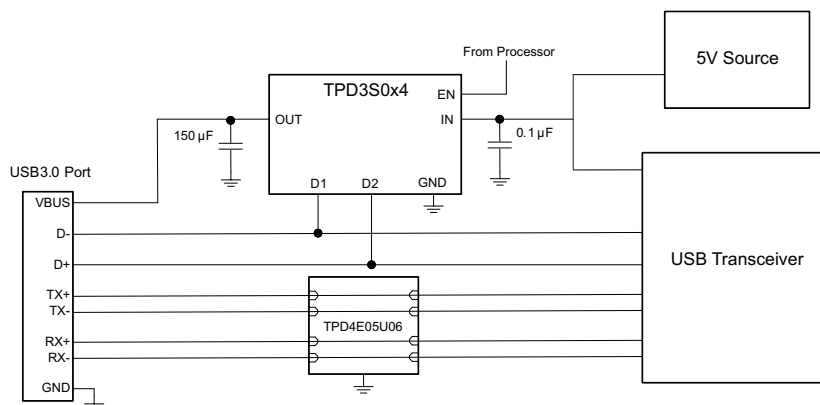 From Processor
5V Source
TPD3S0x4
EN
OUT
IN
150 µF
0.1 µF
USB3.0 Port
D1
D2
GND
VBUS
D-
D+
USB Transceiver
TX+
TX-
TPD4E05U06
RX+
RX-
GND